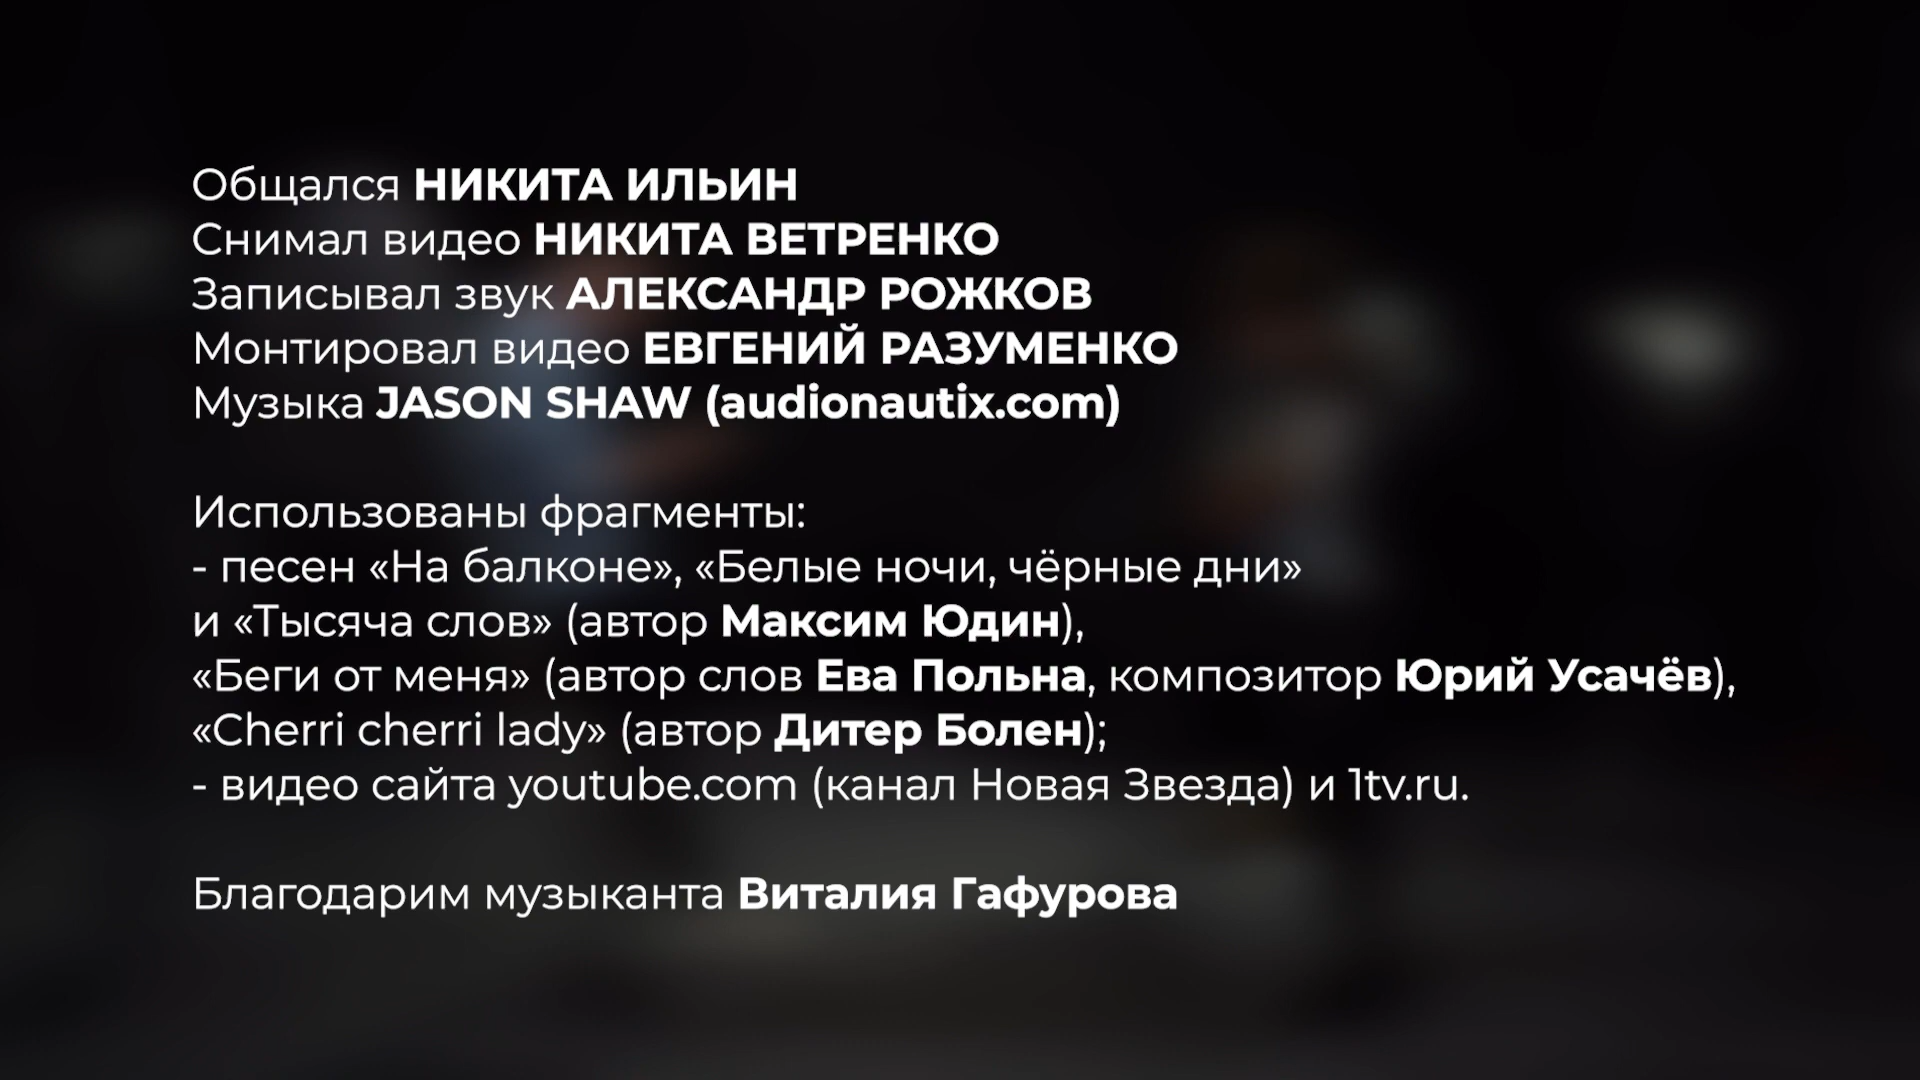 Общался НИКИТА ИЛЬИН
Снимал видео НИКИТА ВЕТРЕНКО
Записывал звук АЛЕКСАНДР РОЖКОВ
Монтировал видео ЕВГЕНИЙ РАЗУМЕНКО
Музыка JASON SHAW (audionautix.com)
Использованы фрагменты:
- песен «На балконе», «Белые ночи, чёрные дни»
и «Тысяча слов» (автор Максим Юдин),
«Беги от меня» (автор слов Ева Польна, композитор Юрий Усачёв),
«Cherri cherri lady» (автор Дитер Болен);
- видео сайта youtube.com (канал Новая Звезда) и 1tv.ru.
Благодарим музыканта Виталия Гафурова